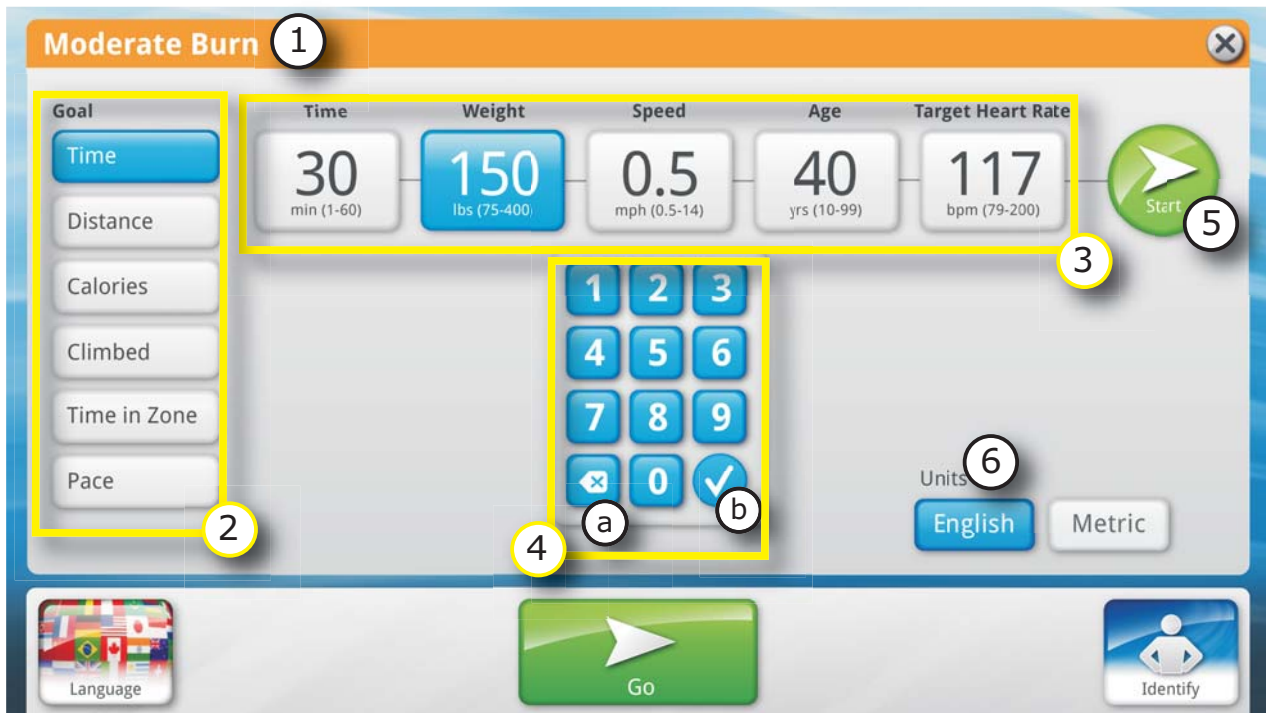 Moderate Burn 1
Goal
Time Weight Speed Age Target Heart Rate
Time
30 150 0.5 40 117
min (1-60) lbs (75-400) mph (0.5-14) yrs (10-99) bpm (79-200)
Start
5
3
Distance
Calories
Climbed
Time in Zone
Pace
2
1 2 3
4 5 6
7 8 9
0
a b
4
6
Units
English Metric
Language Go Identify